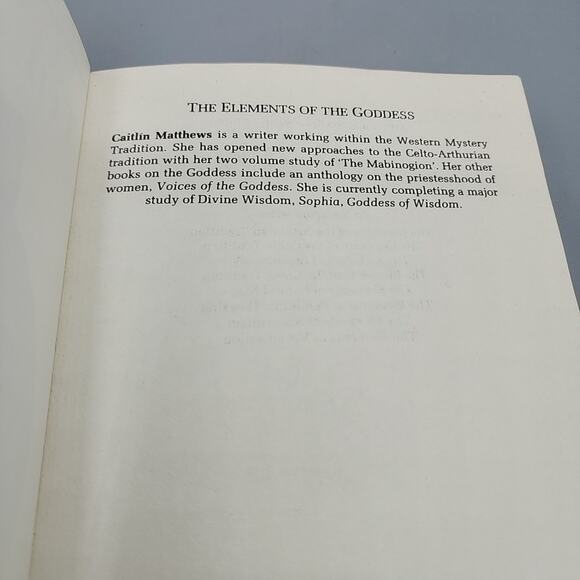 THE ELEMENTS OF THE GODDESS
Caitlín Matthews is a writer working within the Western Mystery
Tradition. She has opened new approaches to the Celto-Arthurian
tradition with her two volume study of 'The Mabinogion'. Her other
books on the Goddess include an anthology on the priestesshood of
women, Voices of the Goddess. She is currently completing a major
study of Divine Wisdom, Sophia, Goddess of Wisdom.